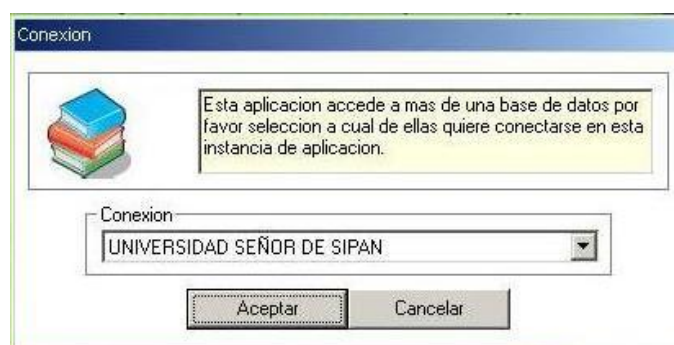 Conexion
Esta aplicacion accede a mas de una base de datos por
favor seleccion a cual de ellas quiere conectarse en esta
instancia de aplicacion.
Conexion
UNIVERSIDAD SEÑOR DE SIPAN
Aceptar
Cancelar